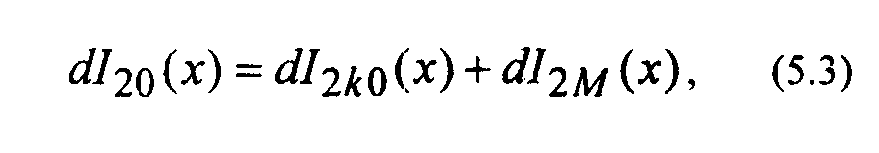 dI₂₀(x) = dI₂ₖ₀(x) + dI₂M(x), (5.3)